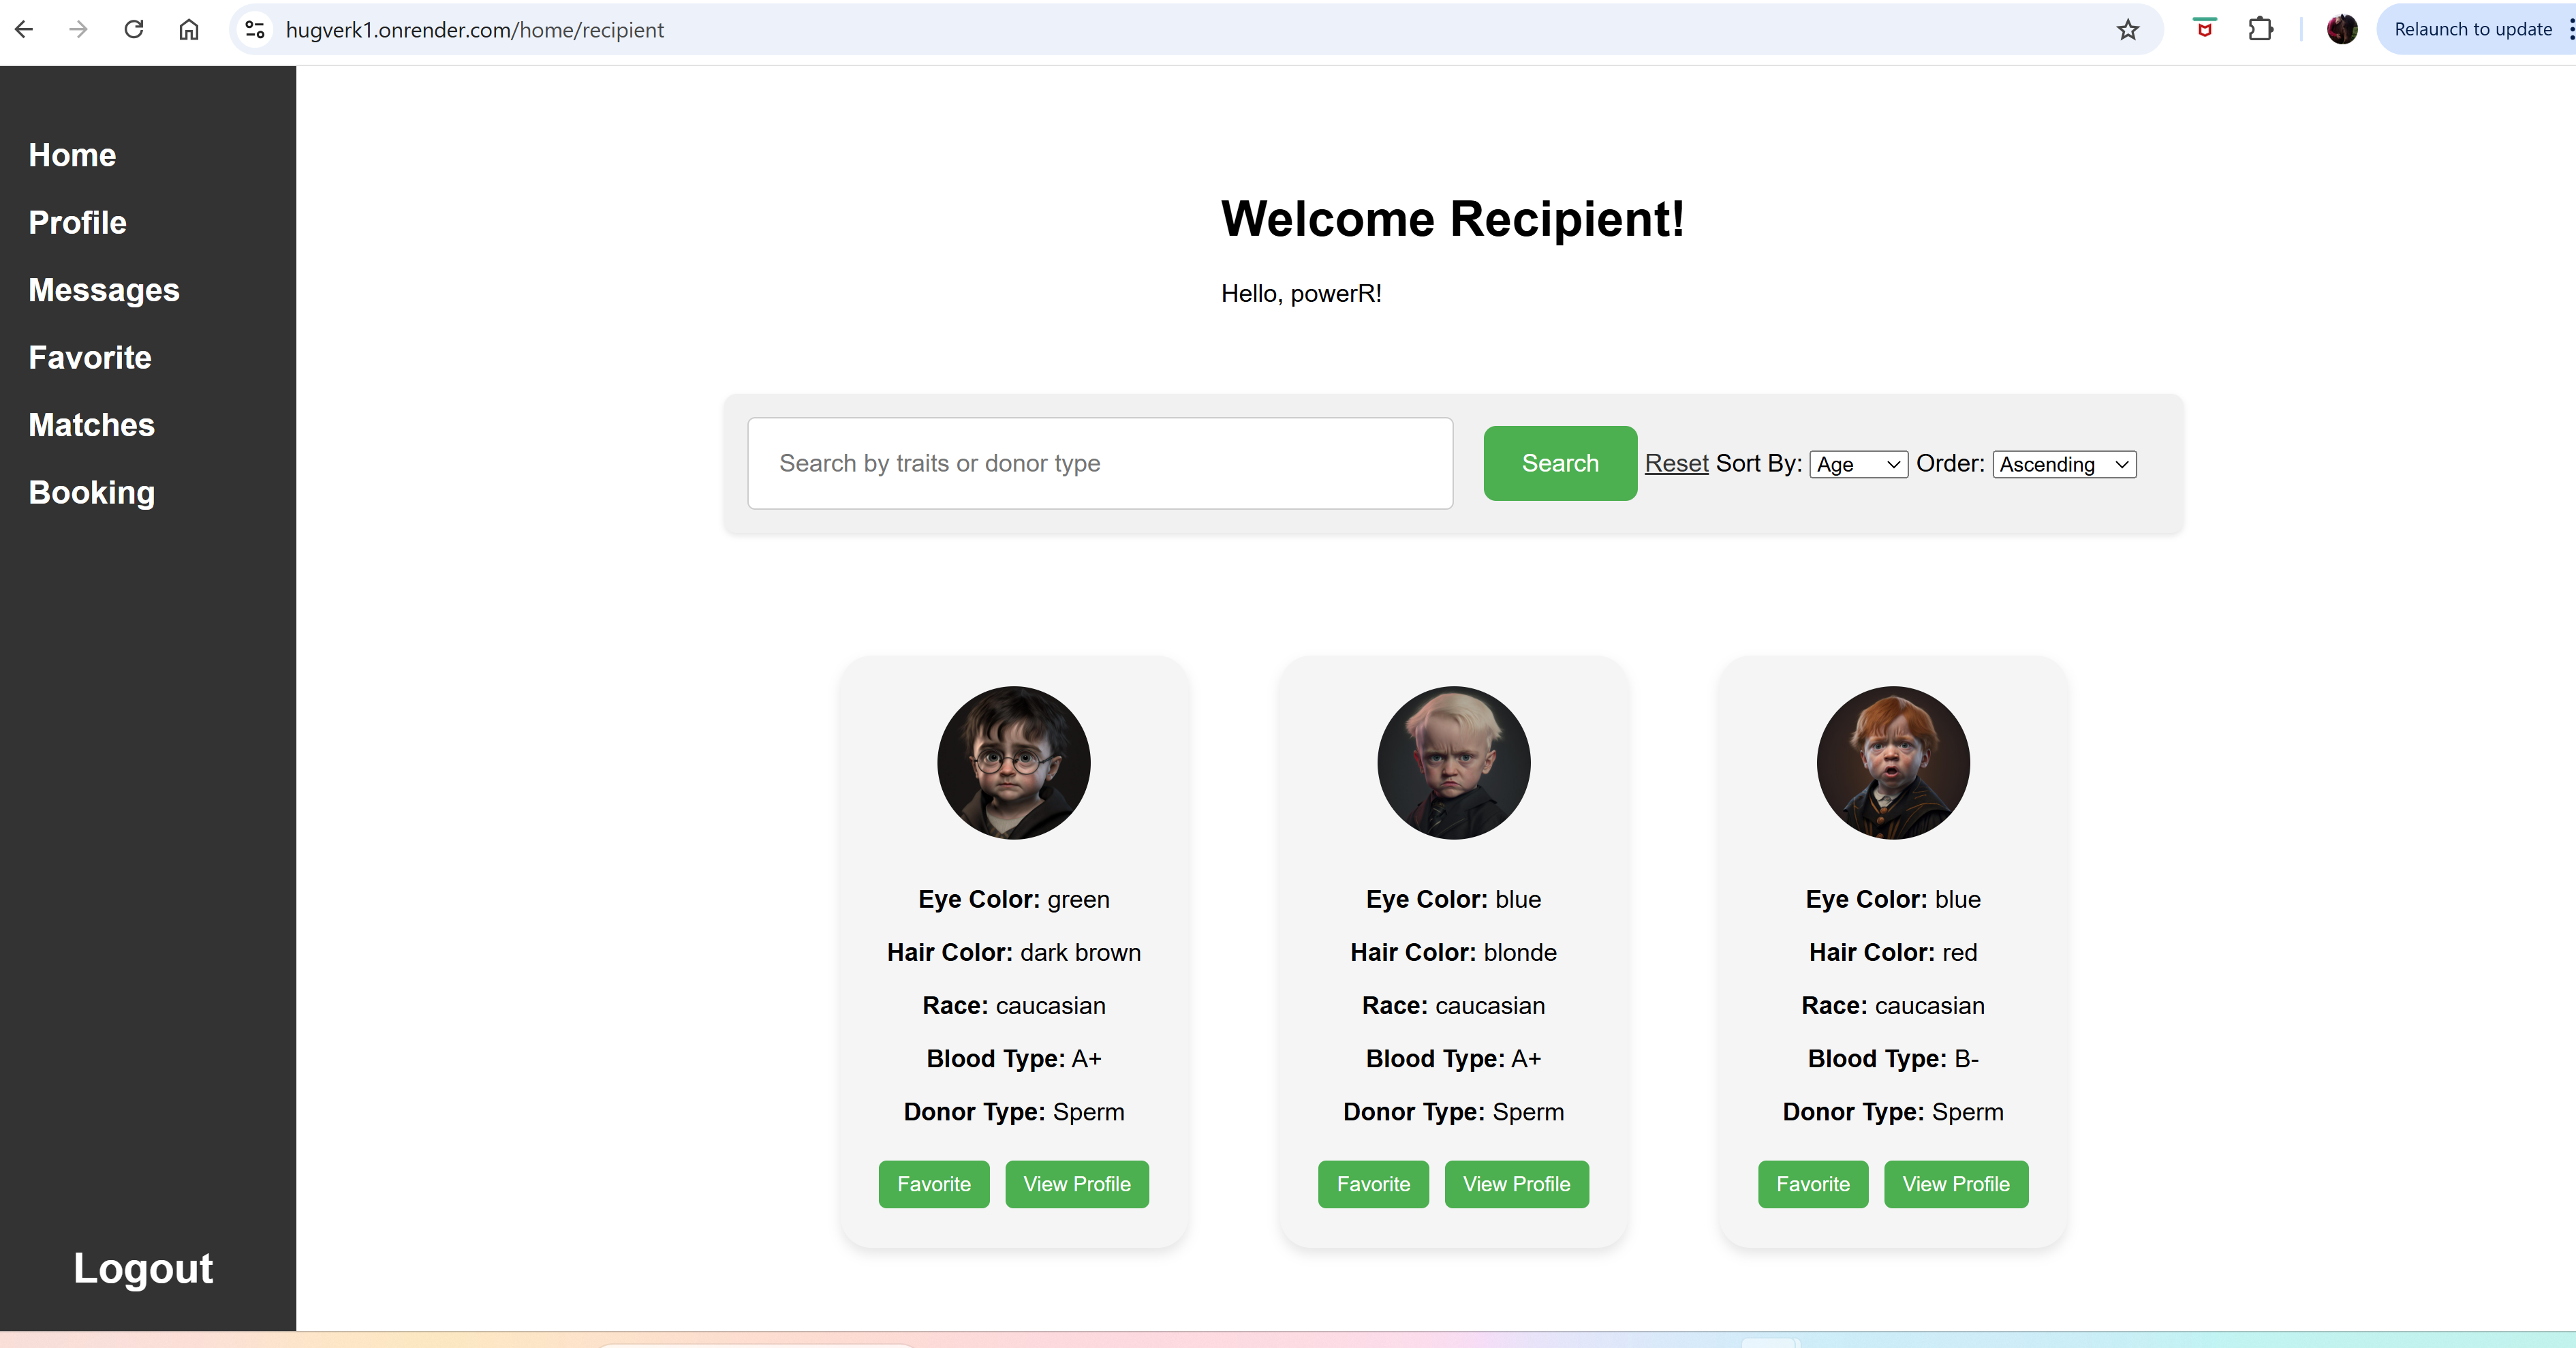 hugverk1.onrender.com/home/recipient
Relaunch to update
Home
Profile
Messages
Favorite
Matches
Booking
Logout
Welcome Recipient!
Hello, powerR!
Search by traits or donor type
Search Reset Sort By: Age Order: Ascending
Eye Color: green
Hair Color: dark brown
Race: caucasian
Blood Type: A+
Donor Type: Sperm
Favorite View Profile
Eye Color: blue
Hair Color: blonde
Race: caucasian
Blood Type: A+
Donor Type: Sperm
Favorite View Profile
Eye Color: blue
Hair Color: red
Race: caucasian
Blood Type: B-
Donor Type: Sperm
Favorite View Profile